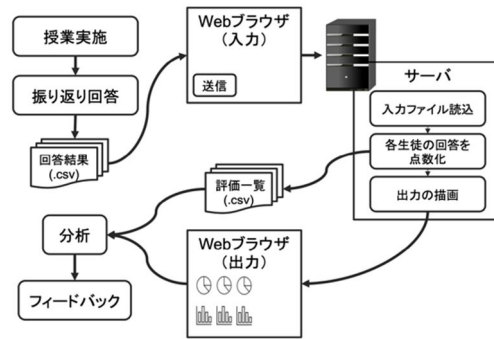 授業実施
振り返り回答
回答結果
(.csv)
Webブラウザ
（入力）
送信
サーバ
入力ファイル読込
各生徒の回答を
点数化
出力の描画
評価一覧
(.csv)
分析
フィードバック
Webブラウザ
（出力）